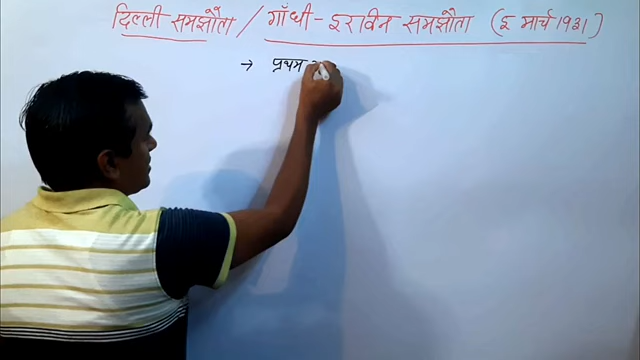 दिल्ली समझौता / गाँधी-इरविन समझौता (5 मार्च 1931)
→ प्रथम